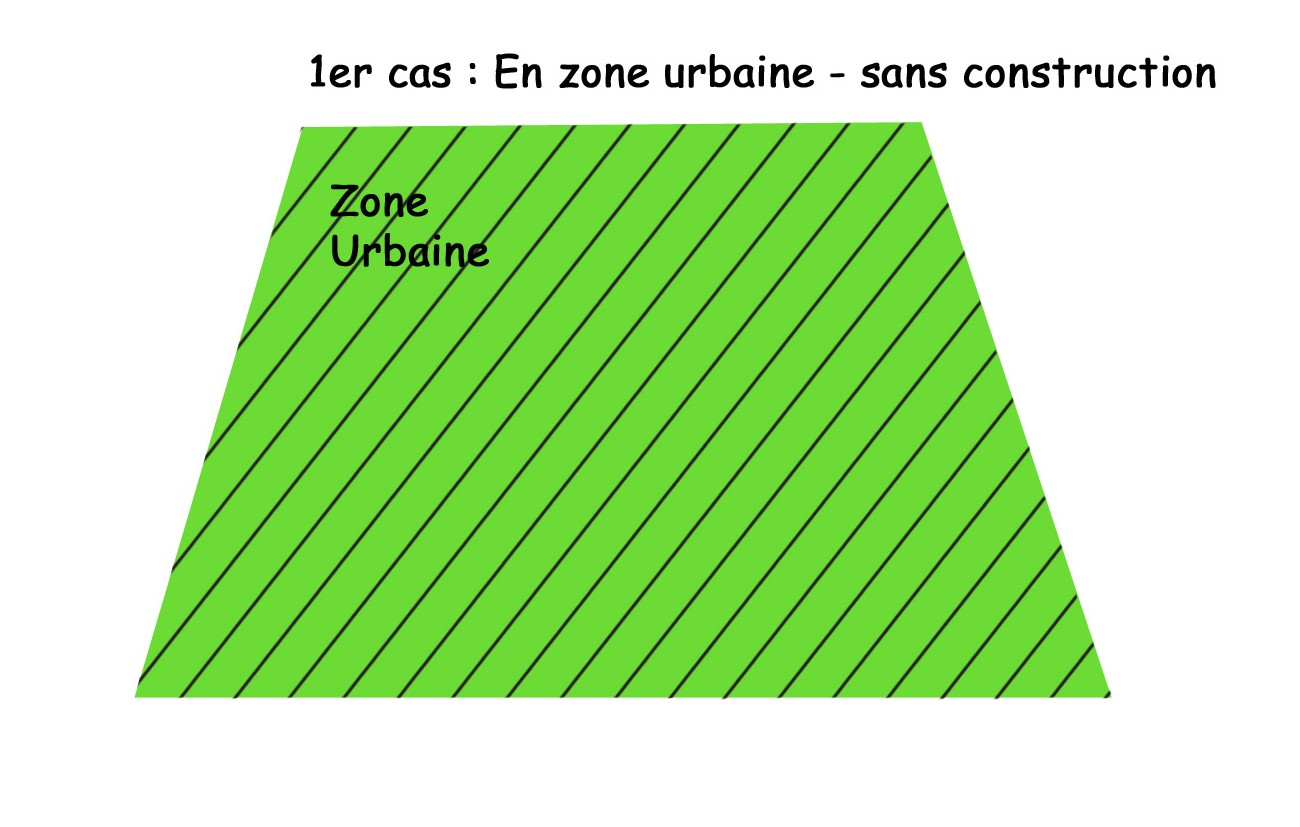 1er cas : En zone urbaine - sans construction
Zone
Urbaine